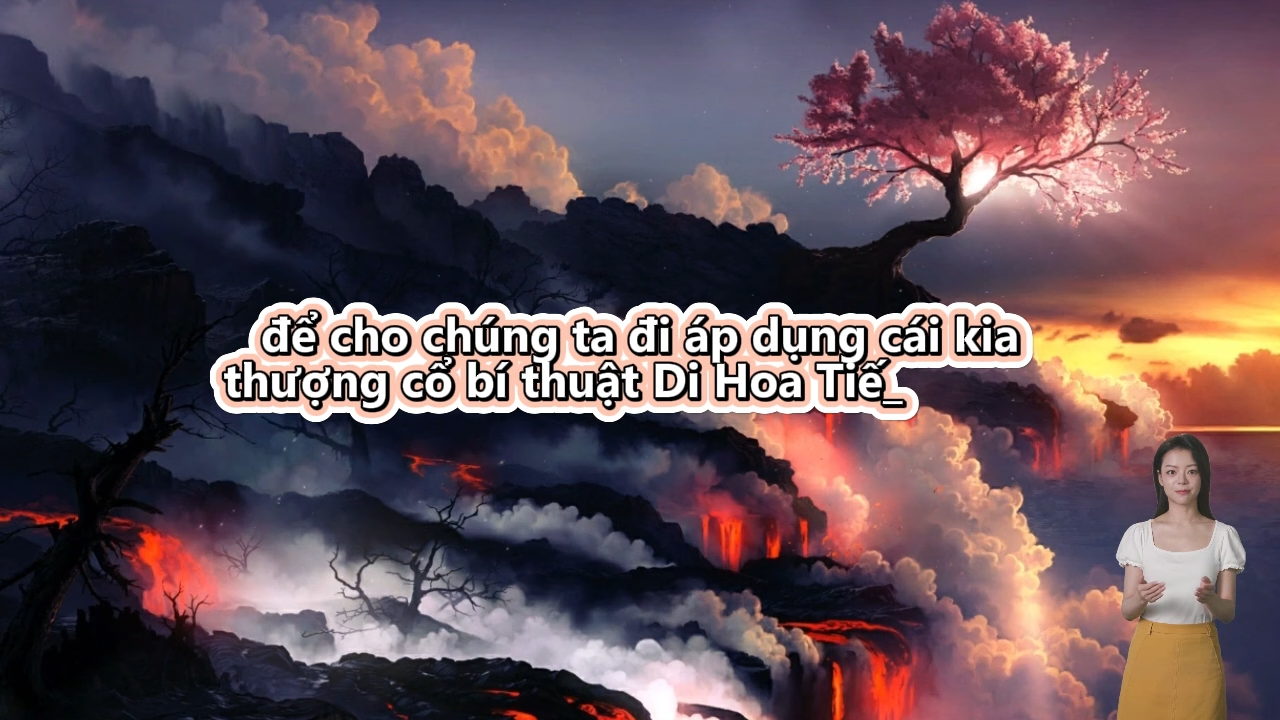 để cho chúng ta đi áp dụng cái kia
thượng cổ bí thuật Di Hoa Tiế_